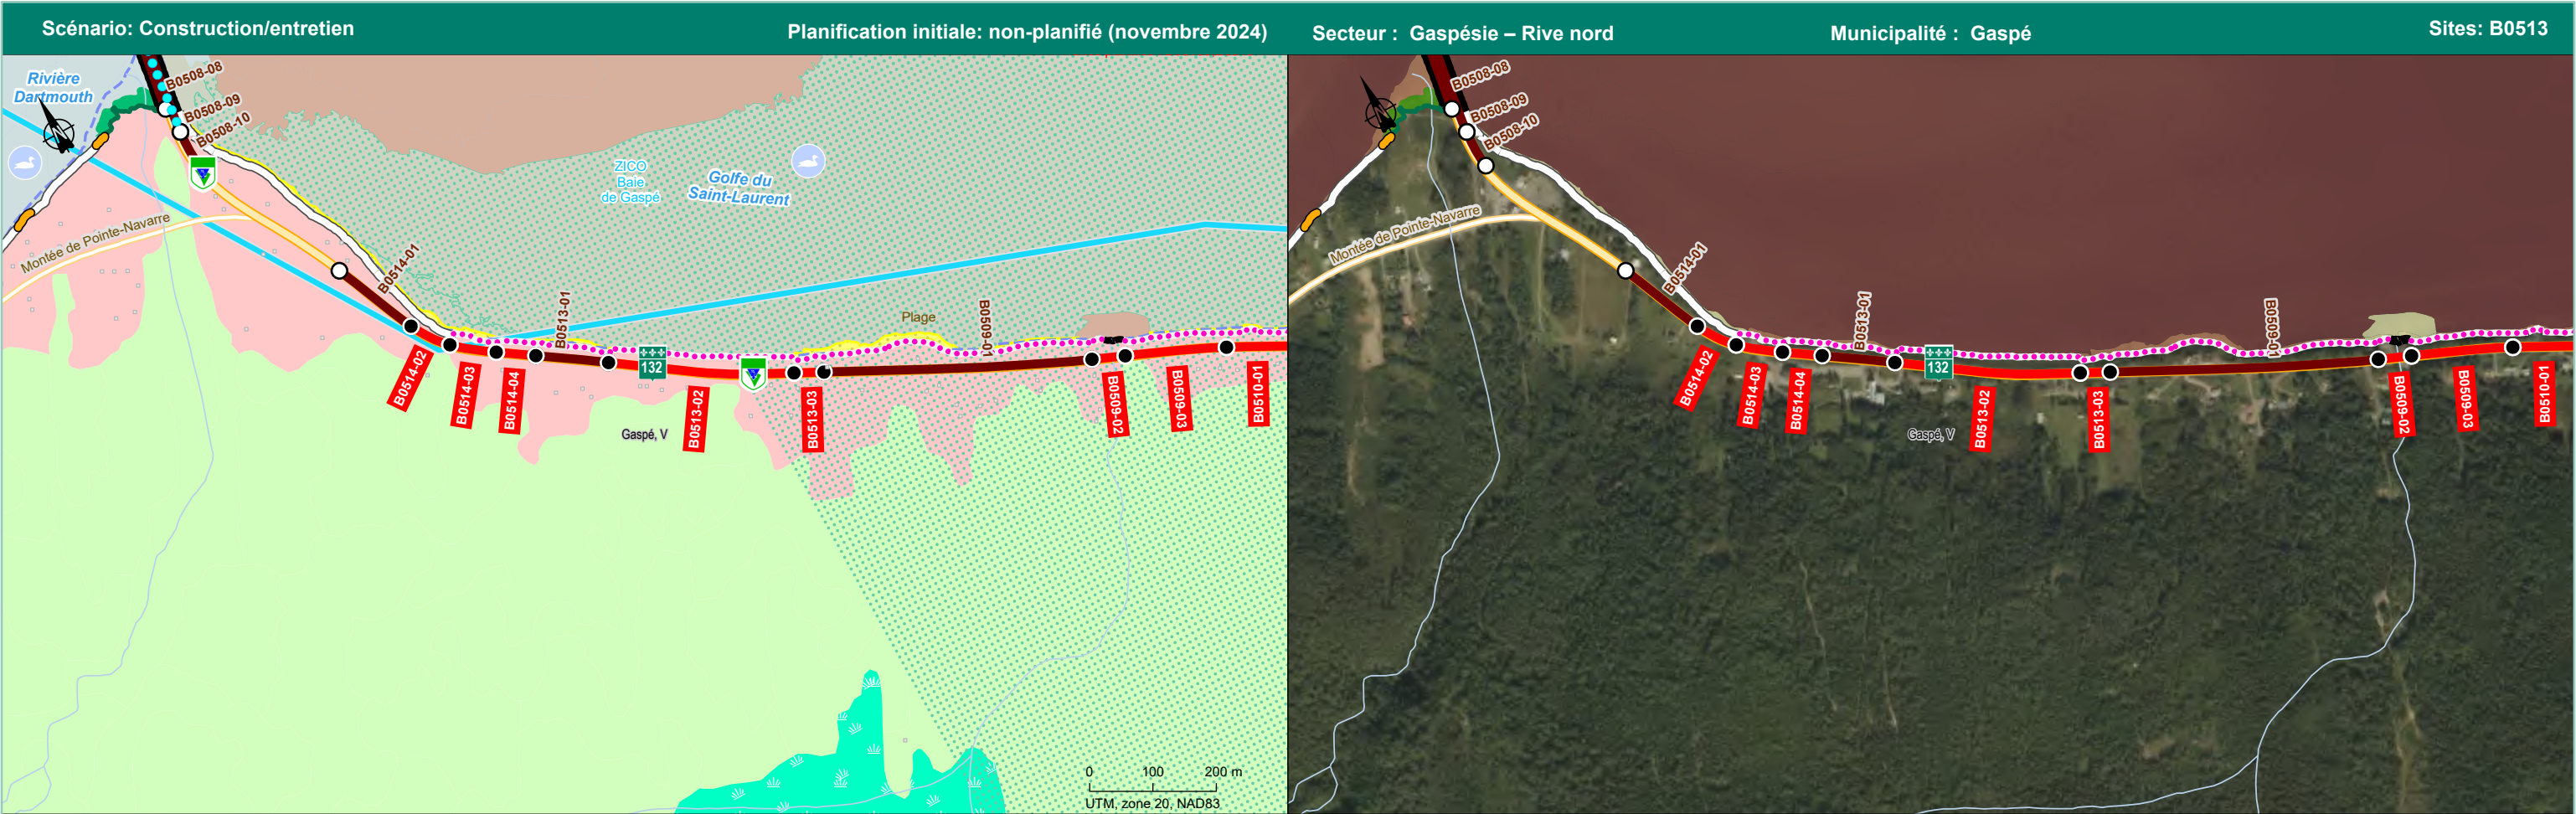 Scénario: Construction/entretien
Planification initiale: non-planifié (novembre 2024)
Secteur : Gaspésie – Rive nord
Municipalité : Gaspé
Sites: B0513
Rivière
Dartmouth
B0508-08
B0508-09
B0508-10
Montée de Pointe-Navarre
ZICO
Baie
de Gaspé
Golfe du
Saint-Laurent
B0514-01
B0513-01
Plage
B0509-01
132
B0514-02
B0514-03
B0514-04
B0513-02
B0513-03
B0509-02
B0509-03
B0510-01
Gaspé, V
0 100 200 m
UTM, zone 20, NAD83
B0508-08
B0508-09
B0508-10
Montée de Pointe-Navarre
B0514-01
B0513-01
B0509-01
132
B0514-02
B0514-03
B0514-04
B0513-02
B0513-03
B0509-02
B0509-03
B0510-01
Gaspé, V